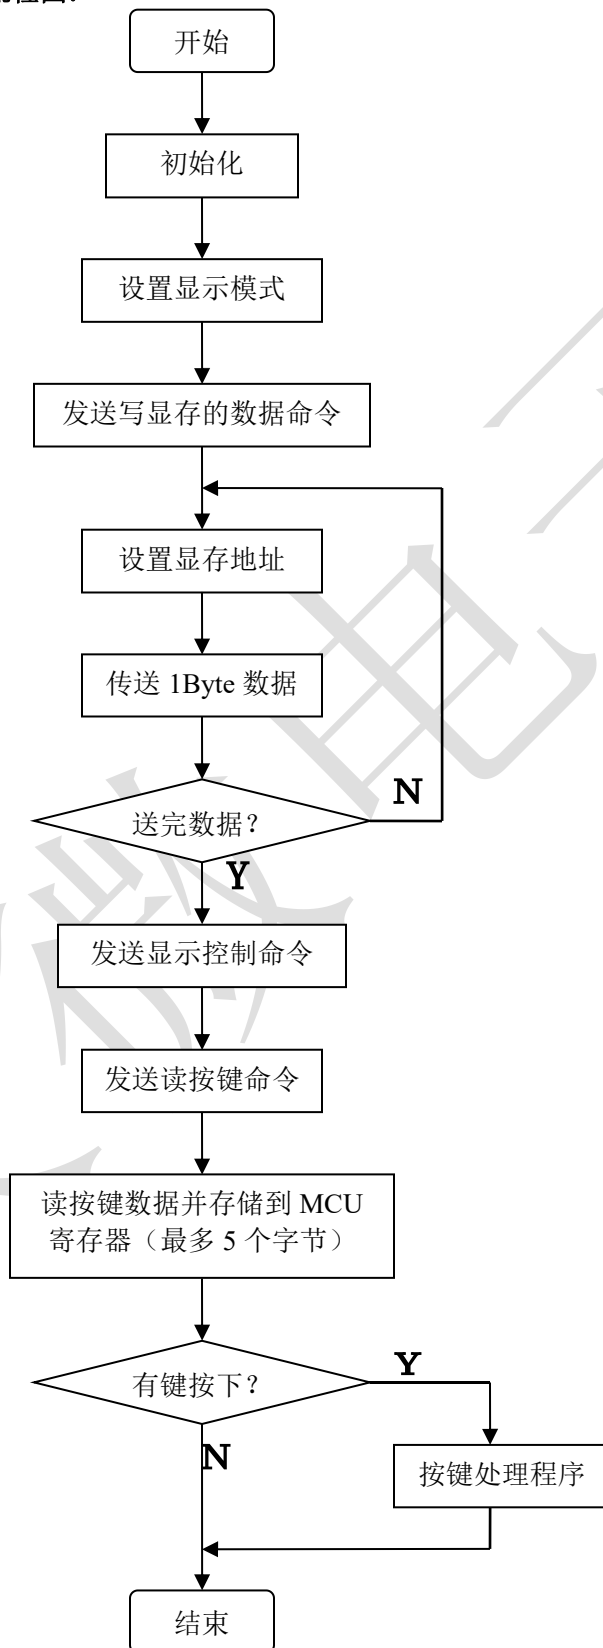 开始
初始化
设置显示模式
发送写显存的数据命令
设置显存地址
传送 1Byte 数据
N
送完数据？
Y
发送显示控制命令
发送读按键命令
读按键数据并存储到 MCU
寄存器（最多 5 个字节）
Y
有键按下？
N
按键处理程序
结束